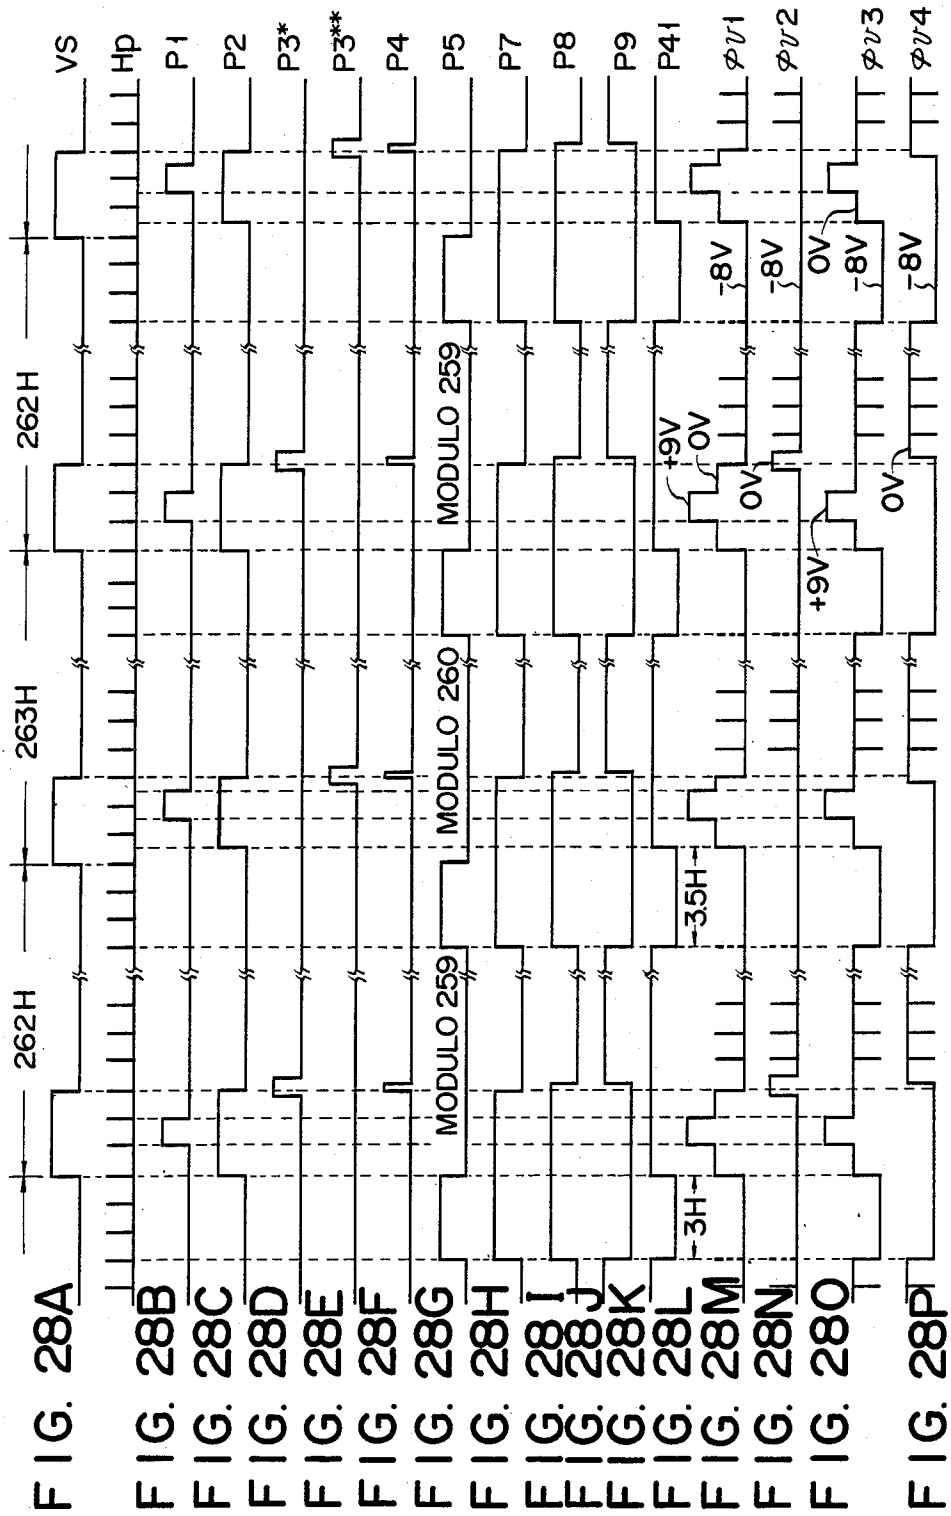 FIG. 28A
262H
263H
262H
VS
FIG. 28B
Hp
FIG. 28C
P1
FIG. 28D
P2
FIG. 28E
P3*
FIG. 28F
P3**
FIG. 28G
P4
FIG. 28H
MODULO 259
MODULO 260
MODULO 259
P5
FIG. 28I
P7
FIG. 28J
P8
FIG. 28K
P9
FIG. 28L
3H
3.5H
P41
FIG. 28M
+9V
0V
-8V
φv1
FIG. 28N
0V
-8V
φv2
FIG. 28O
+9V
0V
-8V
φv3
FIG. 28P
0V
-8V
φv4